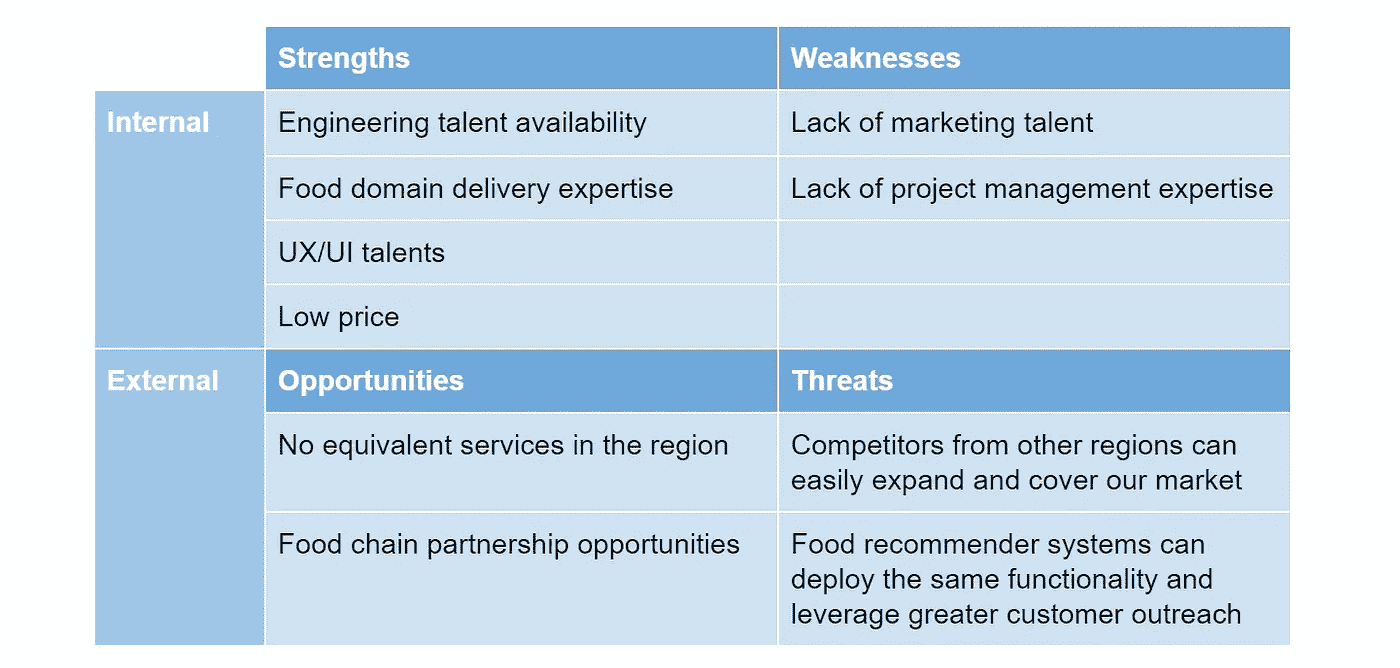 Strengths
Weaknesses
Internal
Engineering talent availability
Lack of marketing talent
Food domain delivery expertise
Lack of project management expertise
UX/UI talents
Low price
External
Opportunities
Threats
No equivalent services in the region
Competitors from other regions can
easily expand and cover our market
Food chain partnership opportunities
Food recommender systems can
deploy the same functionality and
leverage greater customer outreach